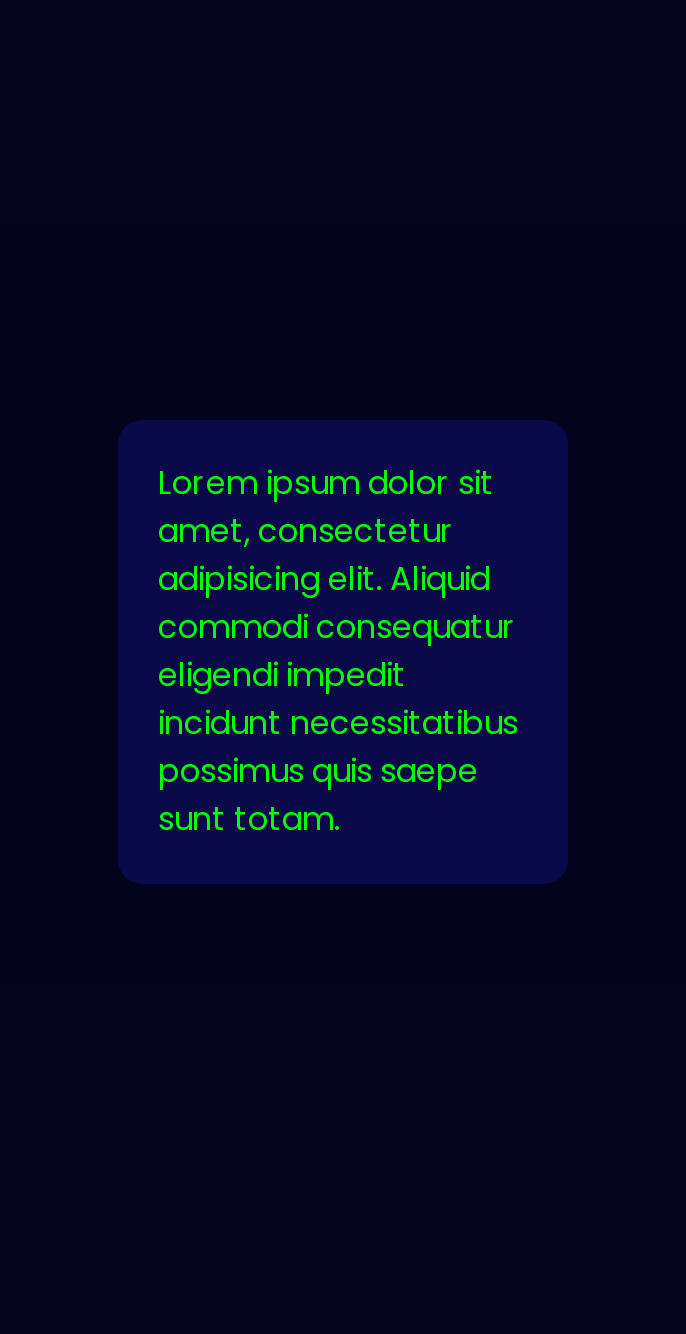 Lorem ipsum dolor sit
amet, consectetur
adipisicing elit. Aliquid
commodi consequatur
eligendi impedit
incidunt necessitatibus
possimus quis saepe
sunt totam.